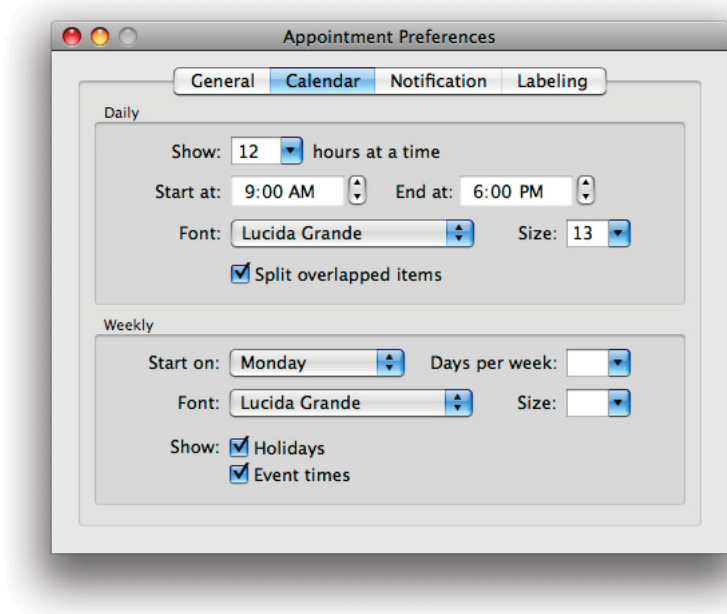 Appointment Preferences
General Calendar Notification Labeling
Daily
Show: 12 hours at a time
Start at: 9:00 AM End at: 6:00 PM
Font: Lucida Grande Size: 13
Split overlapped items
Weekly
Start on: Monday Days per week:
Font: Lucida Grande Size:
Show: Holidays
Event times